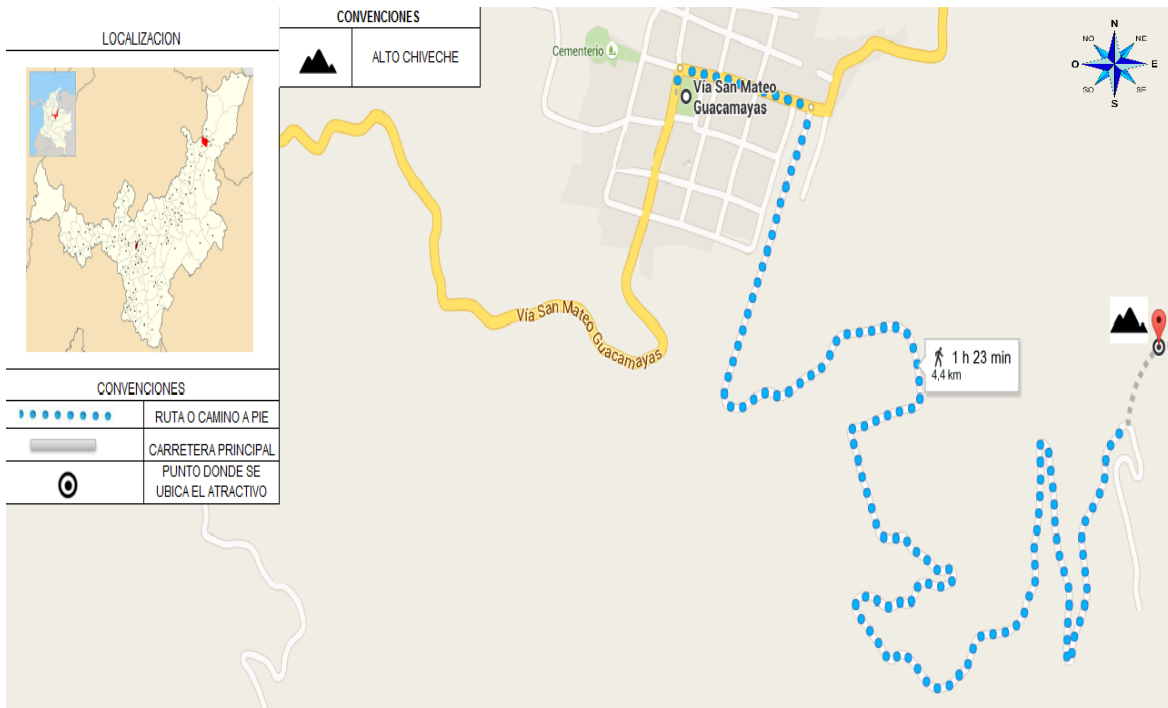 LOCALIZACION
CONVENCIONES
RUTA O CAMINO A PIE
CARRETERA PRINCIPAL
PUNTO DONDE SE
UBICA EL ATRACTIVO
CONVENCIONES
ALTO CHIVECHE
Cementerio
Vía San Mateo
Guacamayas
Vía San Mateo Guacamayas
1 h 23 min
4,4 km
N
NO
NE
O
E
SO
SE
S